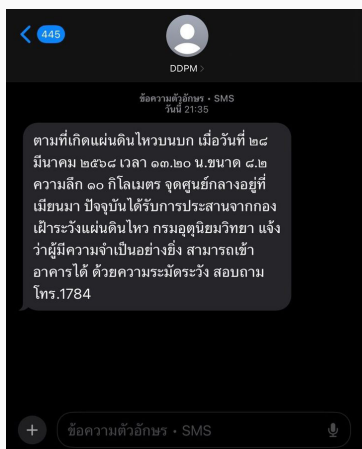 445
DDPM
ข้อความตัวอักษร • SMS
วันนี้ 21:35
ตามที่เกิดแผ่นดินไหวบนบก เมื่อวันที่ ๒๘
มีนาคม ๒๕๖๘ เวลา ๑๓.๒๐ น.ขนาด ๘.๒
ความลึก ๑๐ กิโลเมตร จุดศูนย์กลางอยู่ที่
เมียนมา ปัจจุบันได้รับการประสานจากกอง
เฝ้าระวังแผ่นดินไหว กรมอุตุนิยมวิทยา แจ้ง
ว่าผู้มีความจำเป็นอย่างยิ่ง สามารถเข้า
อาคารได้ ด้วยความระมัดระวัง สอบถาม
โทร.1784
ข้อความตัวอักษร • SMS